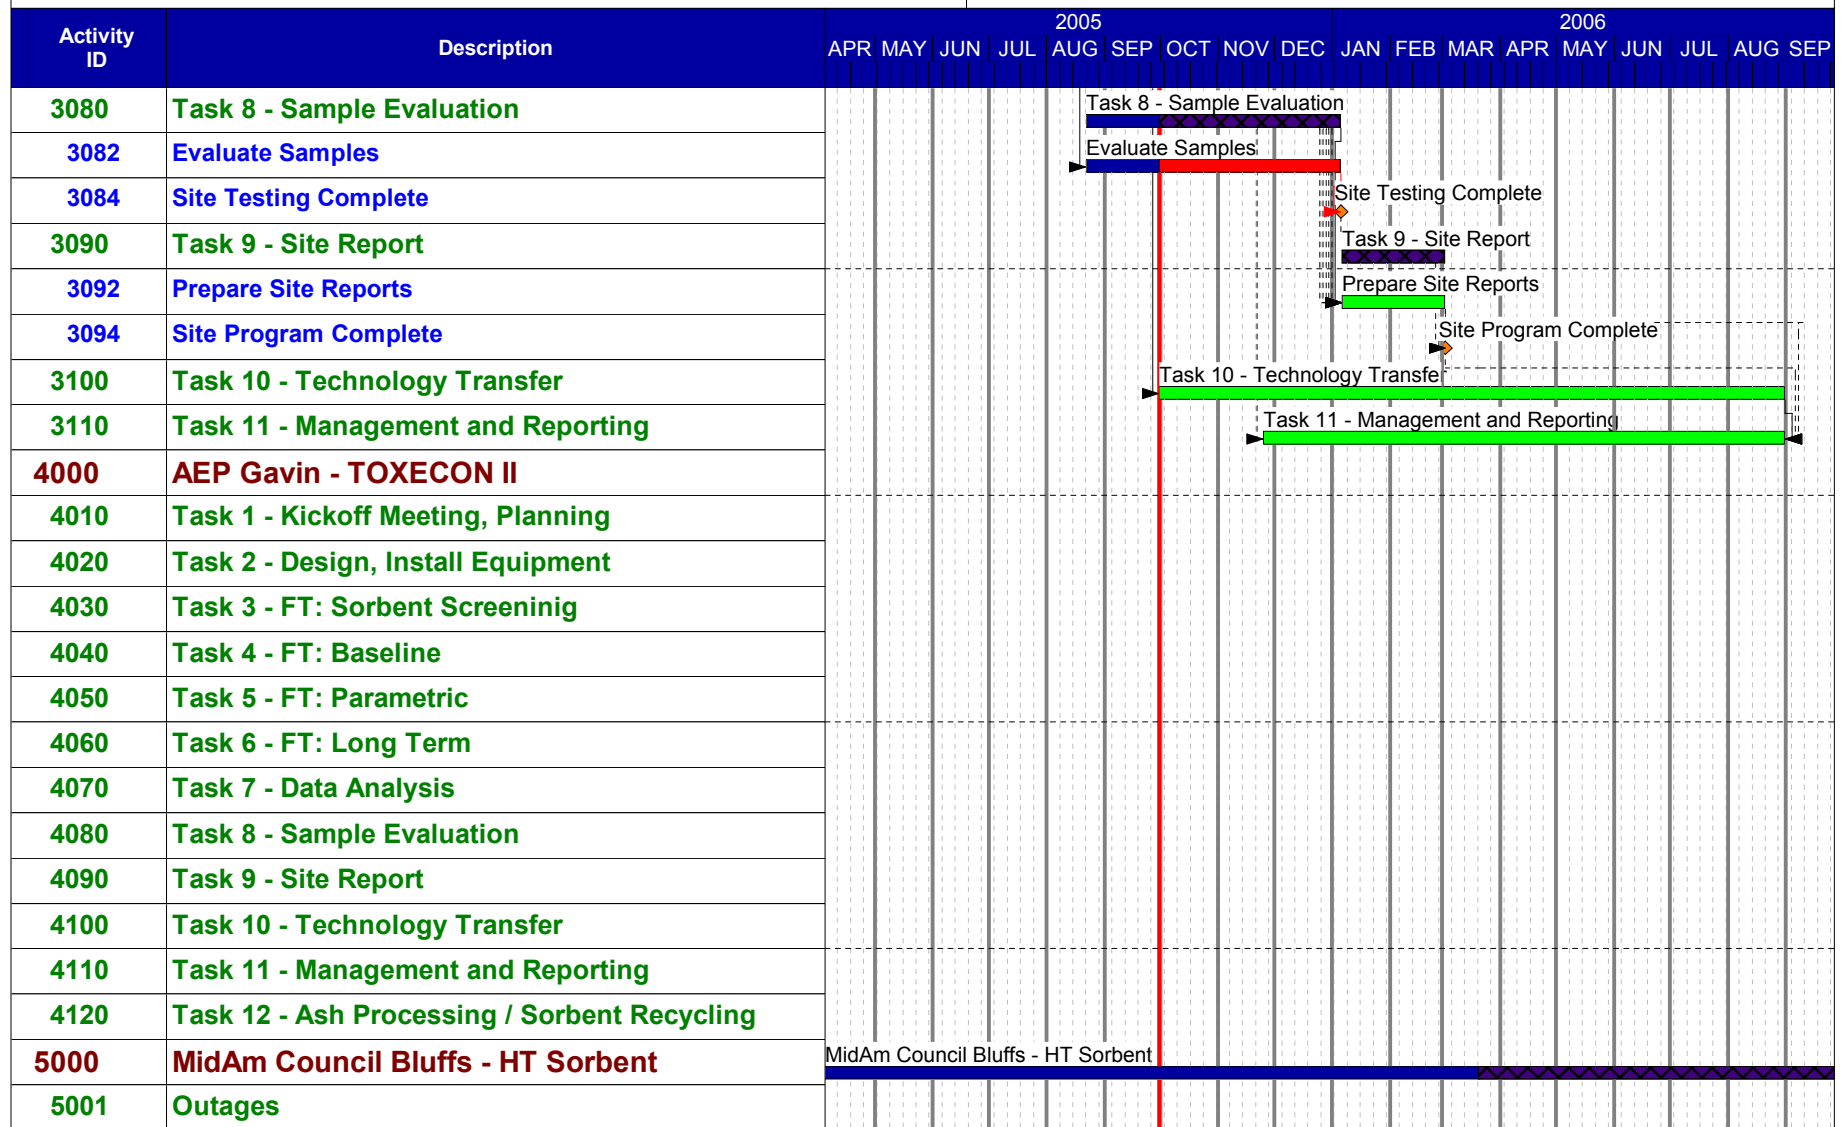 Activity ID
Description
2005
2006
APR MAY JUN JUL AUG SEP OCT NOV DEC JAN FEB MAR APR MAY JUN JUL AUG SEP
3080 Task 8 - Sample Evaluation
Task 8 - Sample Evaluation
3082 Evaluate Samples
Evaluate Samples
3084 Site Testing Complete
Site Testing Complete
3090 Task 9 - Site Report
Task 9 - Site Report
3092 Prepare Site Reports
Prepare Site Reports
3094 Site Program Complete
Site Program Complete
3100 Task 10 - Technology Transfer
Task 10 - Technology Transfer
3110 Task 11 - Management and Reporting
Task 11 - Management and Reporting
4000 AEP Gavin - TOXECON II
4010 Task 1 - Kickoff Meeting, Planning
4020 Task 2 - Design, Install Equipment
4030 Task 3 - FT: Sorbent Screeninig
4040 Task 4 - FT: Baseline
4050 Task 5 - FT: Parametric
4060 Task 6 - FT: Long Term
4070 Task 7 - Data Analysis
4080 Task 8 - Sample Evaluation
4090 Task 9 - Site Report
4100 Task 10 - Technology Transfer
4110 Task 11 - Management and Reporting
4120 Task 12 - Ash Processing / Sorbent Recycling
5000 MidAm Council Bluffs - HT Sorbent
MidAm Council Bluffs - HT Sorbent
5001 Outages